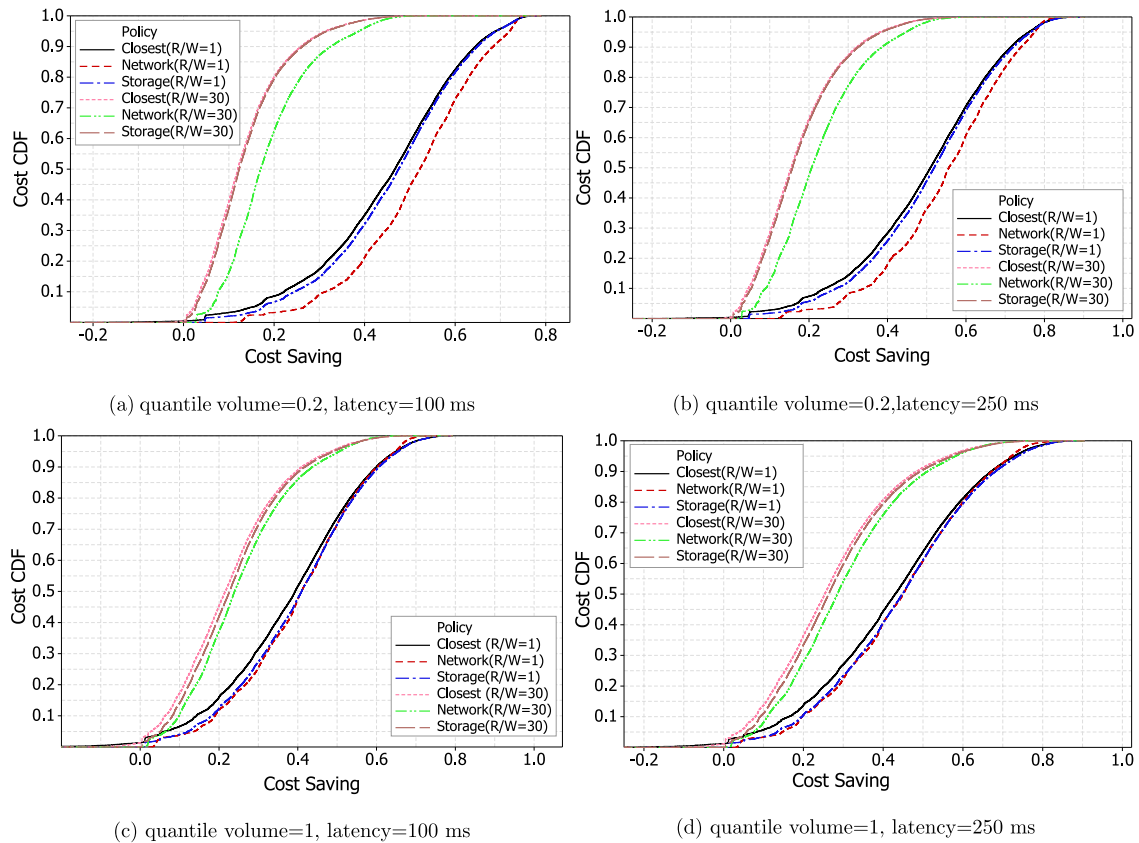 Cost CDF
1.0
0.9
0.8
0.7
0.6
0.5
0.4
0.3
0.2
0.1
Policy
Closest(R/W=1)
Network(R/W=1)
Storage(R/W=1)
Closest(R/W=30)
Network(R/W=30)
Storage(R/W=30)
-0.2 0.0 0.2 0.4 0.6 0.8
Cost Saving
(a) quantile volume=0.2, latency=100 ms
Cost CDF
1.0
0.9
0.8
0.7
0.6
0.5
0.4
0.3
0.2
0.1
Policy
Closest(R/W=1)
Network(R/W=1)
Storage(R/W=1)
Closest(R/W=30)
Network(R/W=30)
Storage(R/W=30)
-0.2 0.0 0.2 0.4 0.6 0.8 1.0
Cost Saving
(b) quantile volume=0.2,latency=250 ms
Cost CDF
1.0
0.9
0.8
0.7
0.6
0.5
0.4
0.3
0.2
0.1
Policy
Closest (R/W=1)
Network(R/W=1)
Storage(R/W=1)
Closest (R/W=30)
Network(R/W=30)
Storage(R/W=30)
0.0 0.2 0.4 0.6 0.8 1.0
Cost Saving
(c) quantile volume=1, latency=100 ms
Cost CDF
1.0
0.9
0.8
0.7
0.6
0.5
0.4
0.3
0.2
0.1
Policy
Closest(R/W=1)
Network(R/W=1)
Storage(R/W=1)
Closest(R/W=30)
Network(R/W=30)
Storage(R/W=30)
-0.2 0.0 0.2 0.4 0.6 0.8 1.0
Cost Saving
(d) quantile volume=1, latency=250 ms